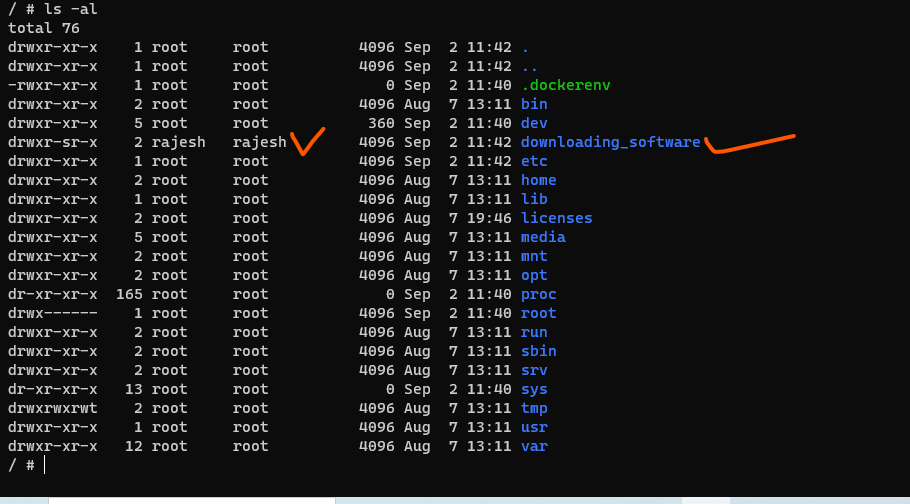 / # ls -al
total 76
drwxr-xr-x    1 root     root          4096 Sep  2 11:42 .
drwxr-xr-x    1 root     root          4096 Sep  2 11:42 ..
-rwxr-xr-x    1 root     root             0 Sep  2 11:40 .dockerenv
drwxr-xr-x    2 root     root          4096 Aug  7 13:11 bin
drwxr-xr-x    5 root     root           360 Sep  2 11:40 dev
drwxr-sr-x    2 rajesh   rajesh        4096 Sep  2 11:42 downloading_software
drwxr-xr-x    1 root     root          4096 Sep  2 11:42 etc
drwxr-xr-x    2 root     root          4096 Aug  7 13:11 home
drwxr-xr-x    1 root     root          4096 Aug  7 13:11 lib
drwxr-xr-x    2 root     root          4096 Aug  7 19:46 licenses
drwxr-xr-x    5 root     root          4096 Aug  7 13:11 media
drwxr-xr-x    2 root     root          4096 Aug  7 13:11 mnt
drwxr-xr-x    2 root     root          4096 Aug  7 13:11 opt
dr-xr-xr-x  165 root     root             0 Sep  2 11:40 proc
drwx------    1 root     root          4096 Sep  2 11:40 root
drwxr-xr-x    2 root     root          4096 Aug  7 13:11 run
drwxr-xr-x    2 root     root          4096 Aug  7 13:11 sbin
drwxr-xr-x    2 root     root          4096 Aug  7 13:11 srv
dr-xr-xr-x   13 root     root             0 Sep  2 11:40 sys
drwxrwxrwt    2 root     root          4096 Aug  7 13:11 tmp
drwxr-xr-x    1 root     root          4096 Aug  7 13:11 usr
drwxr-xr-x   12 root     root          4096 Aug  7 13:11 var
/ #